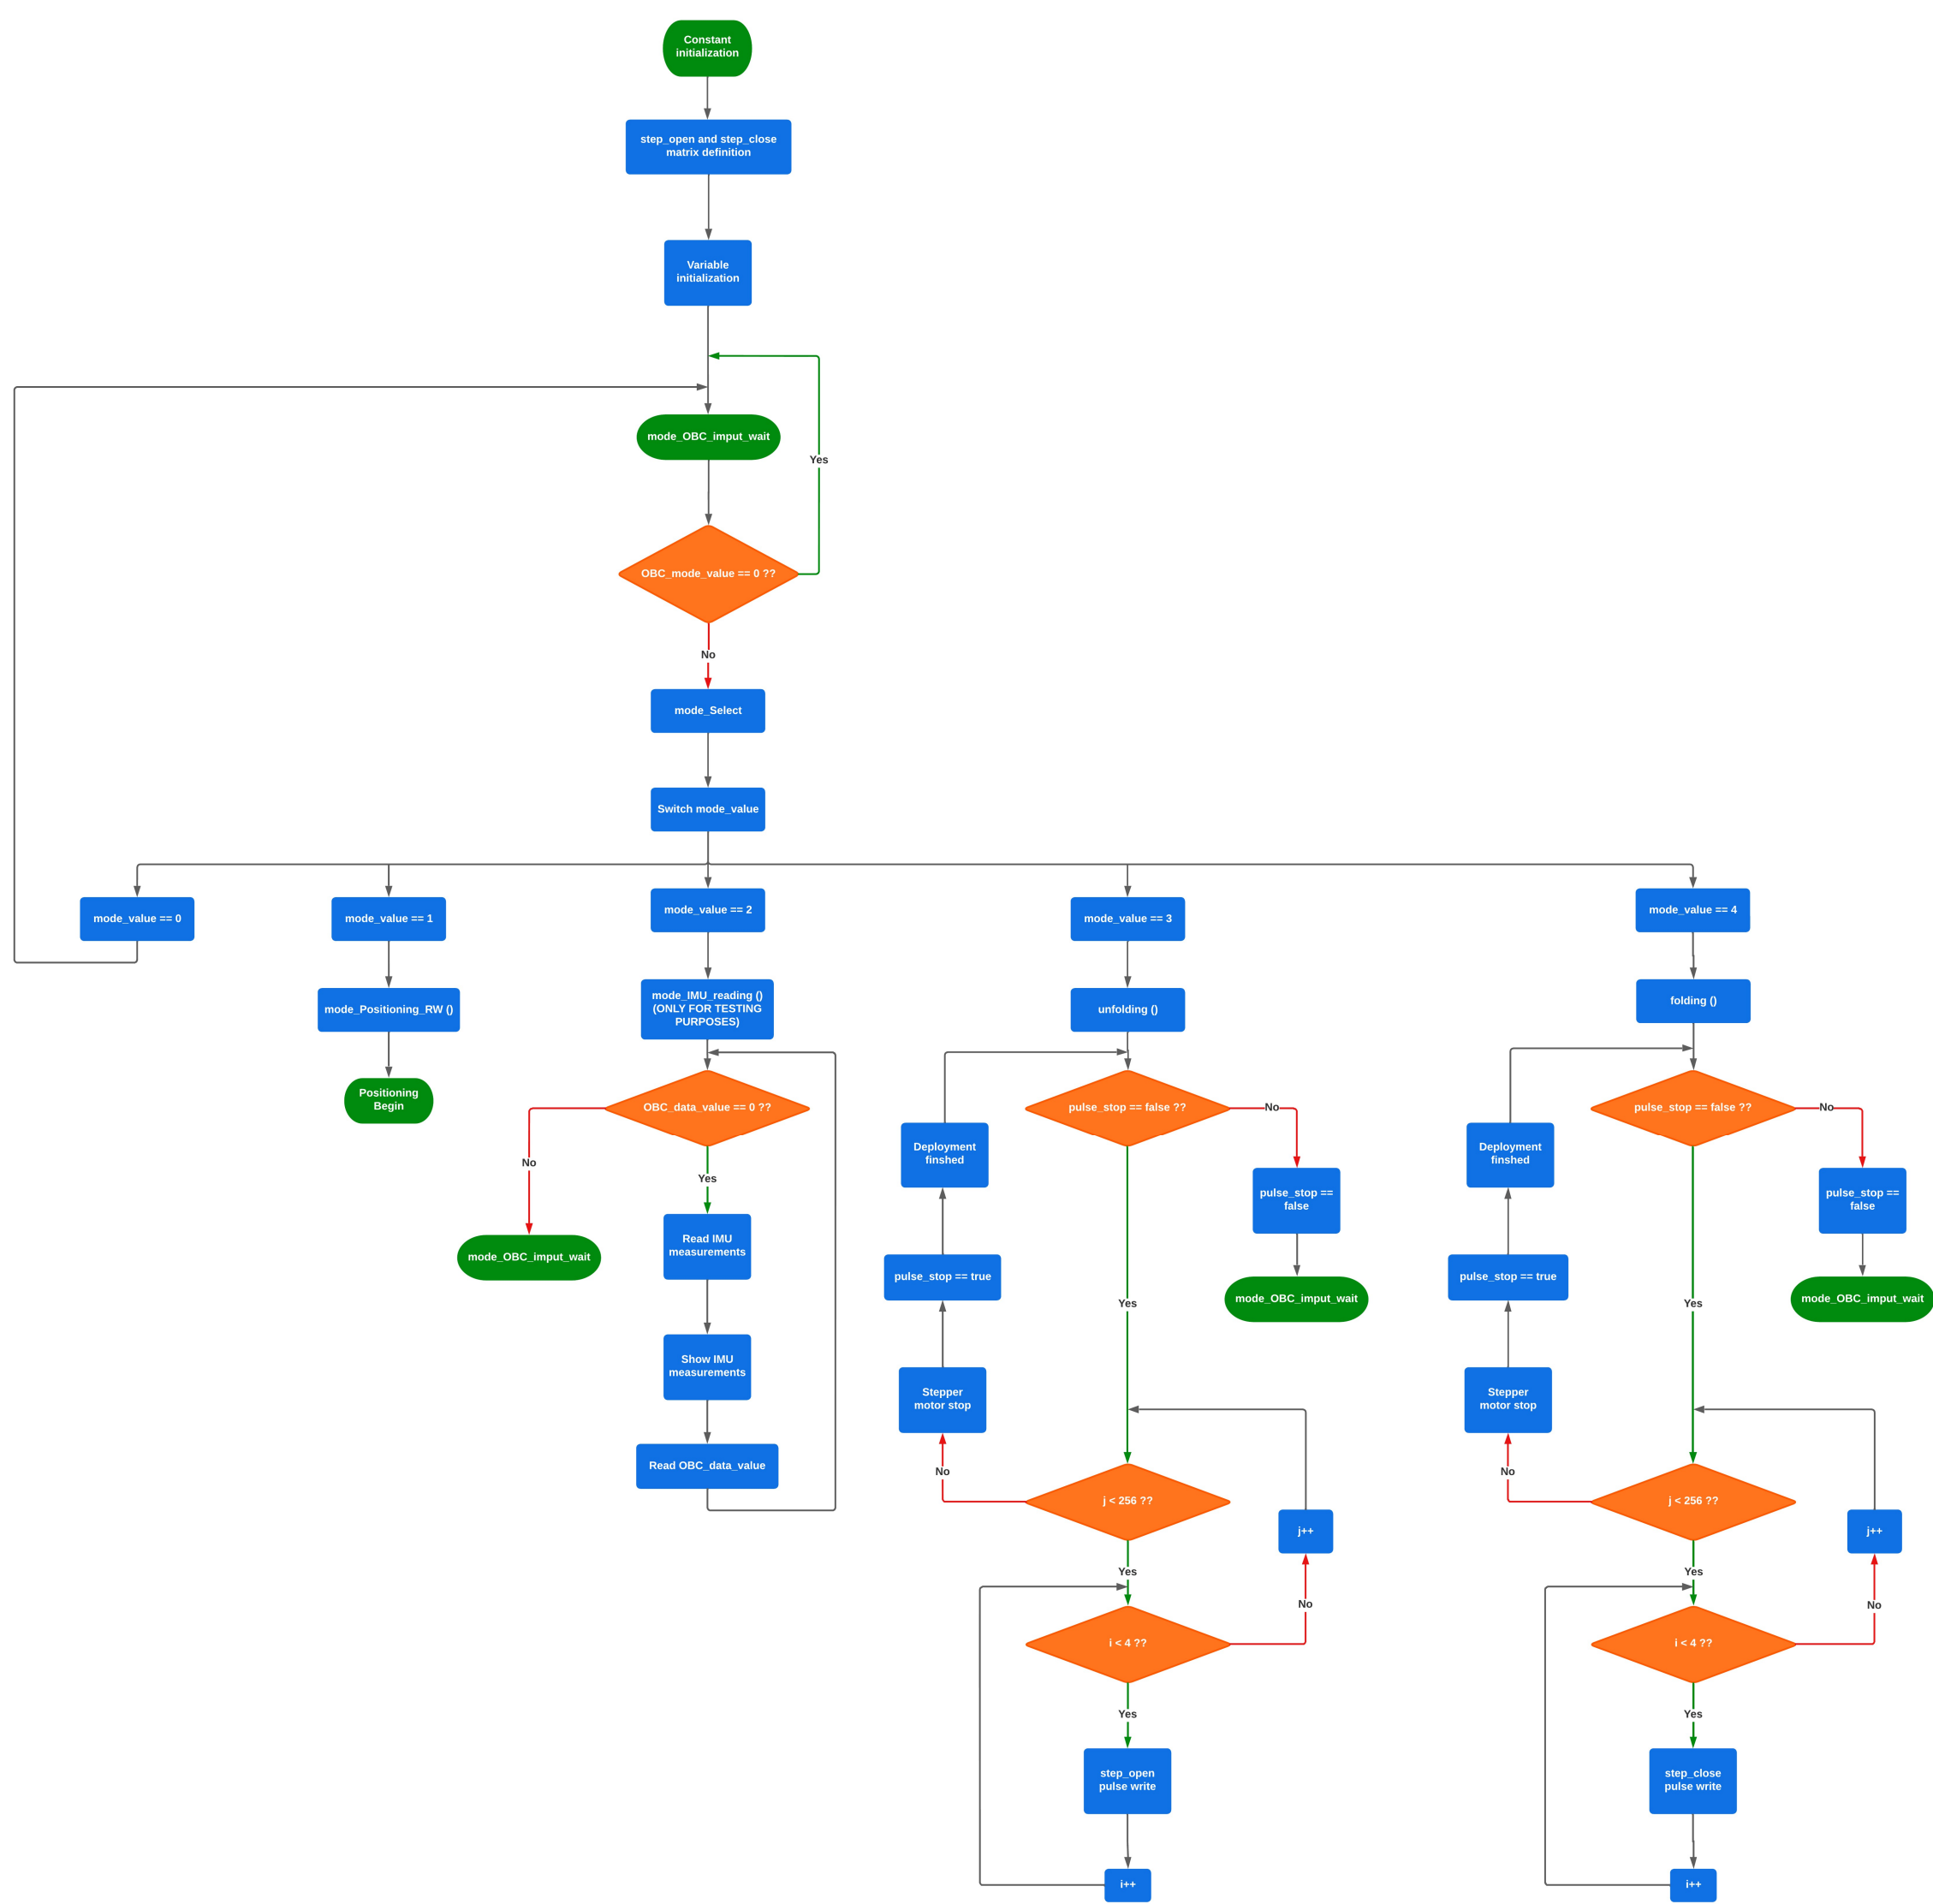 Constant
initialization
step_open and step_close
matrix definition
Variable
initialization
mode_OBC_imput_wait
Yes
OBC_mode_value == 0 ??
No
mode_Select
Switch mode_value
mode_value == 0
mode_value == 1
mode_Positioning_RW ()
Positioning
Begin
mode_value == 2
mode_IMU_reading ()
(ONLY FOR TESTING
PURPOSES)
OBC_data_value == 0 ??
No
mode_OBC_imput_wait
Yes
Read IMU
measurements
Show IMU
measurements
Read OBC_data_value
mode_value == 3
unfolding ()
pulse_stop == false ??
No
pulse_stop ==
false
mode_OBC_imput_wait
Deployment
finshed
pulse_stop == true
Stepper
motor stop
No
Yes
j < 256 ??
j++
Yes
No
i < 4 ??
Yes
step_open
pulse write
i++
mode_value == 4
folding ()
pulse_stop == false ??
No
pulse_stop ==
false
mode_OBC_imput_wait
Deployment
finshed
pulse_stop == true
Stepper
motor stop
No
Yes
j < 256 ??
j++
Yes
No
i < 4 ??
Yes
step_close
pulse write
i++